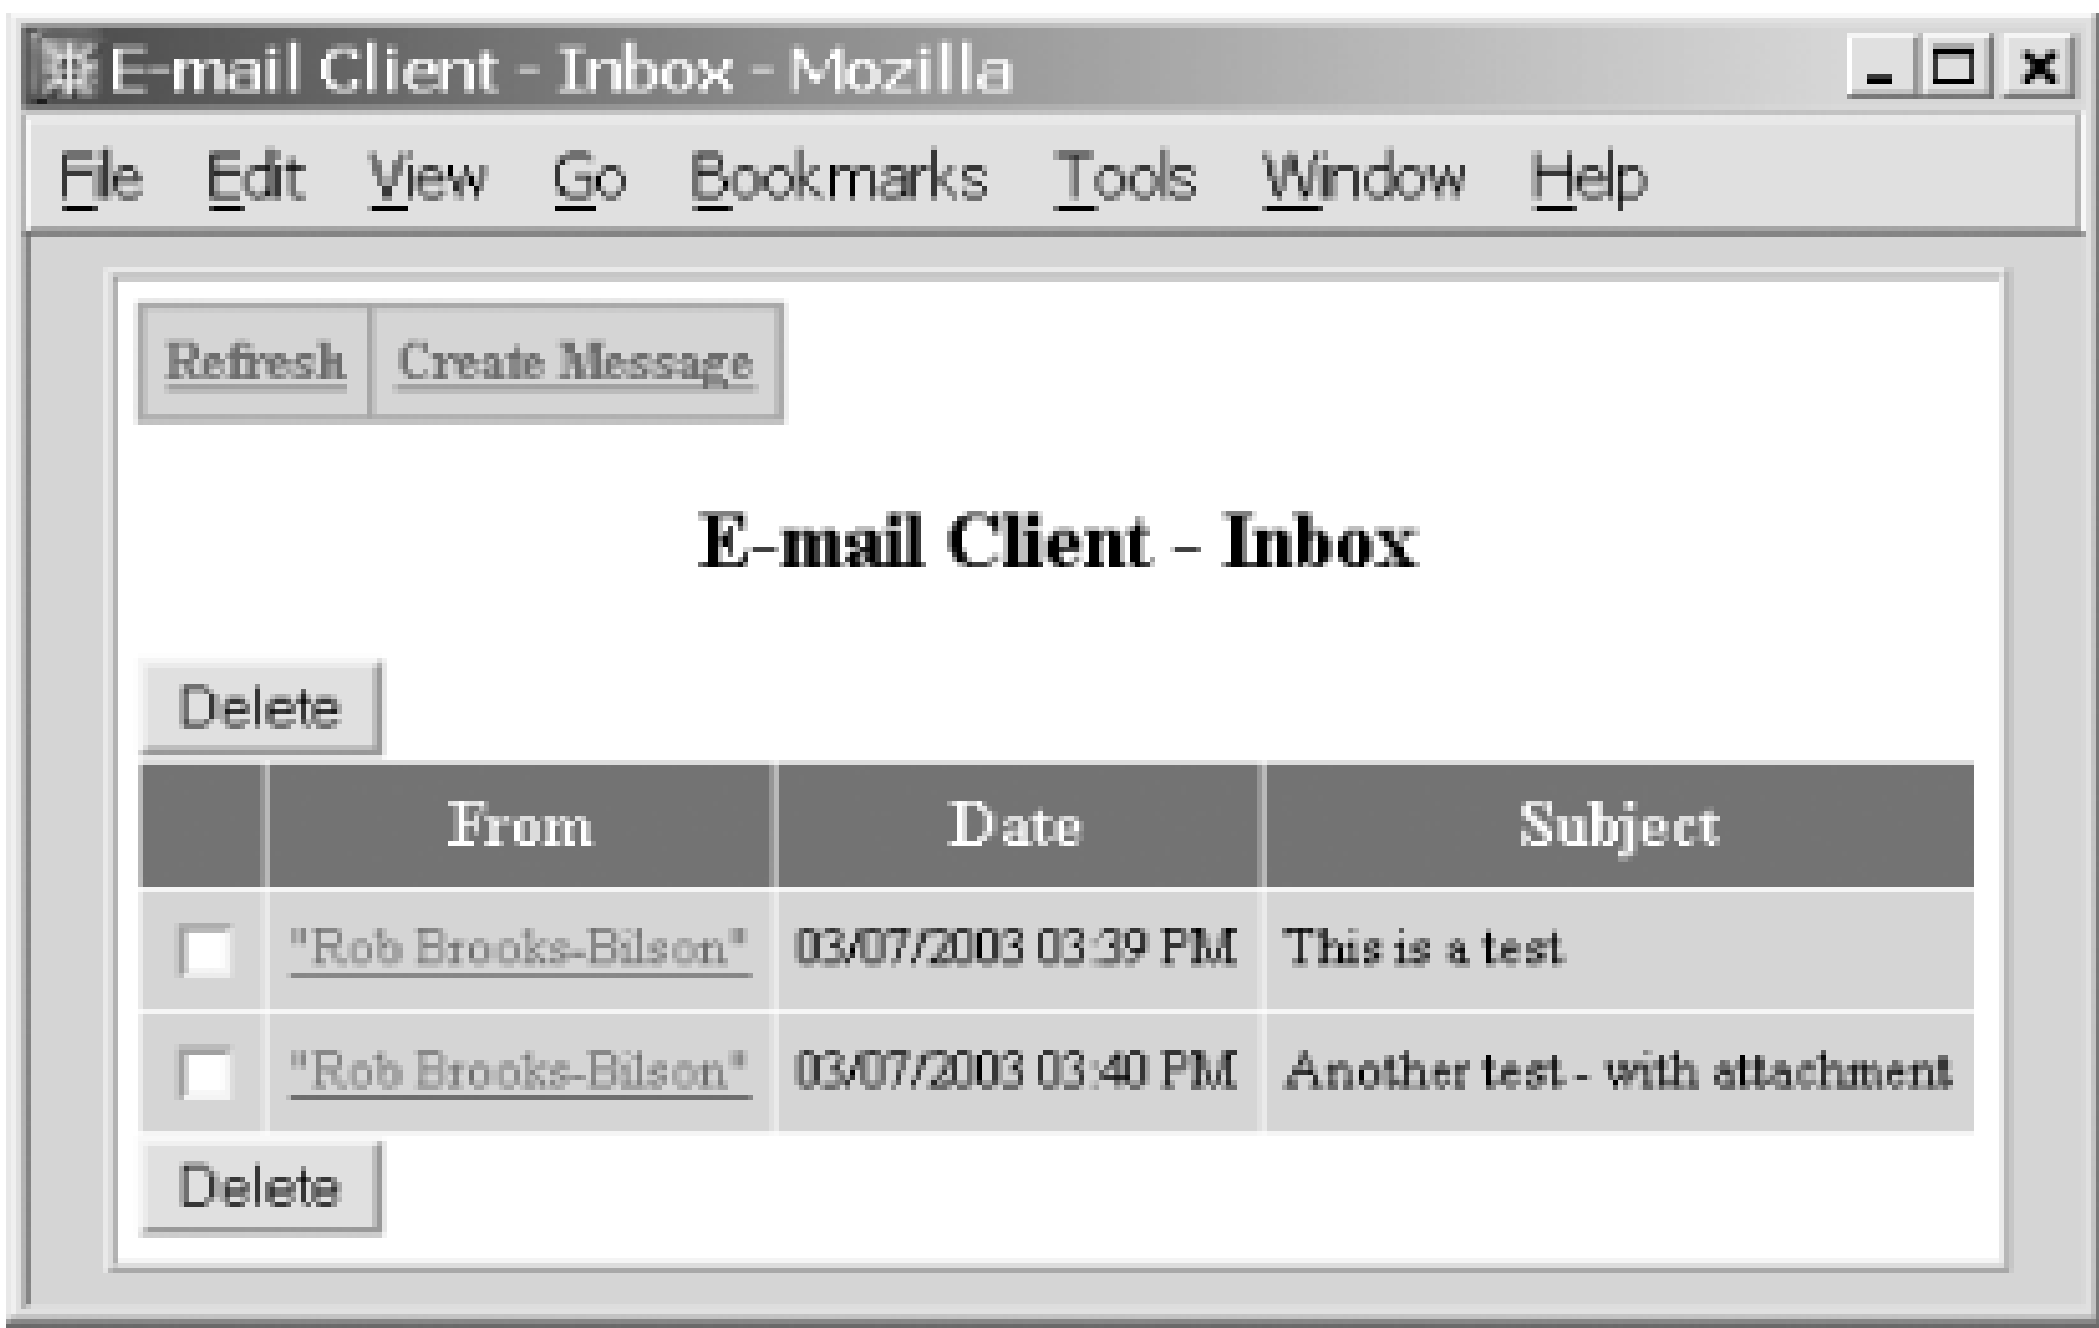 E-mail Client - Inbox - Mozilla
File Edit View Go Bookmarks Tools Window Help
Refresh Create Message
E-mail Client - Inbox
Delete
From Date Subject
"Rob Brooks-Bilson" 03/07/2003 03:39 PM This is a test
"Rob Brooks-Bilson" 03/07/2003 03:40 PM Another test - with attachment
Delete